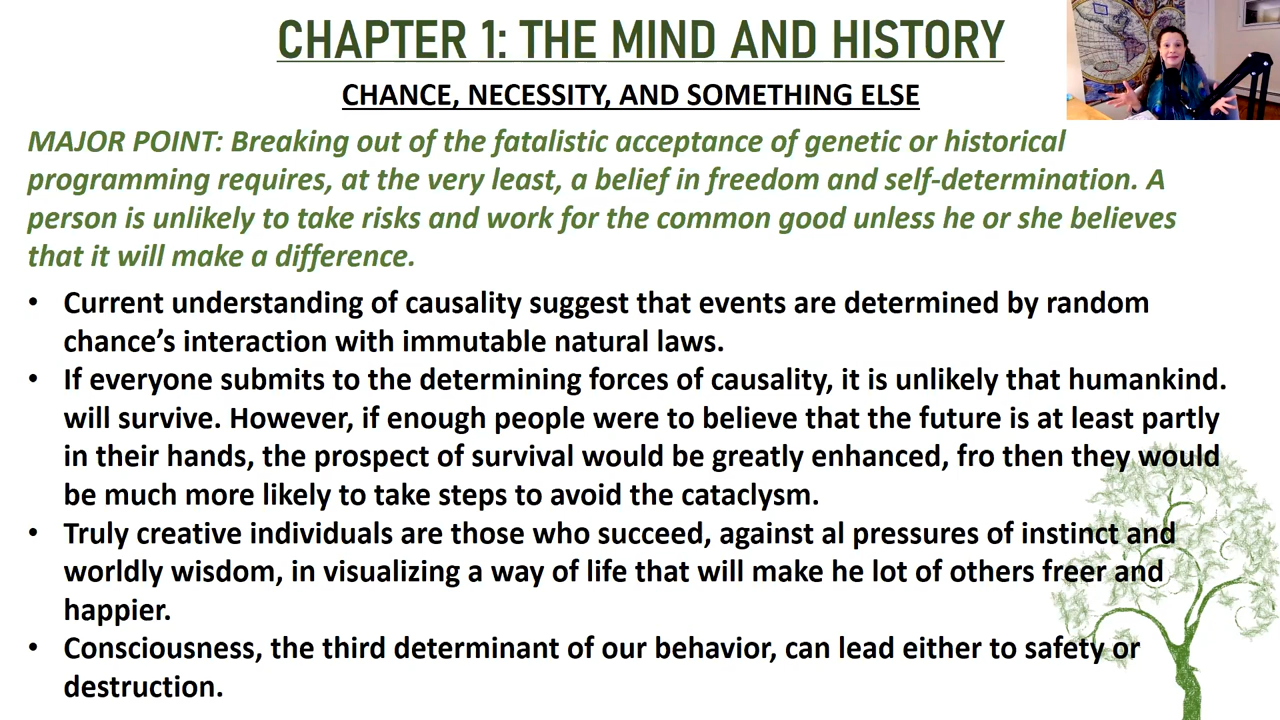 CHAPTER 1: THE MIND AND HISTORY
CHANCE, NECESSITY, AND SOMETHING ELSE
MAJOR POINT: Breaking out of the fatalistic acceptance of genetic or historical
programming requires, at the very least, a belief in freedom and self-determination. A
person is unlikely to take risks and work for the common good unless he or she believes
that it will make a difference.
• Current understanding of causality suggest that events are determined by random
chance’s interaction with immutable natural laws.
• If everyone submits to the determining forces of causality, it is unlikely that humankind.
will survive. However, if enough people were to believe that the future is at least partly
in their hands, the prospect of survival would be greatly enhanced, fro then they would
be much more likely to take steps to avoid the cataclysm.
• Truly creative individuals are those who succeed, against al pressures of instinct and
worldly wisdom, in visualizing a way of life that will make he lot of others freer and
happier.
• Consciousness, the third determinant of our behavior, can lead either to safety or
destruction.